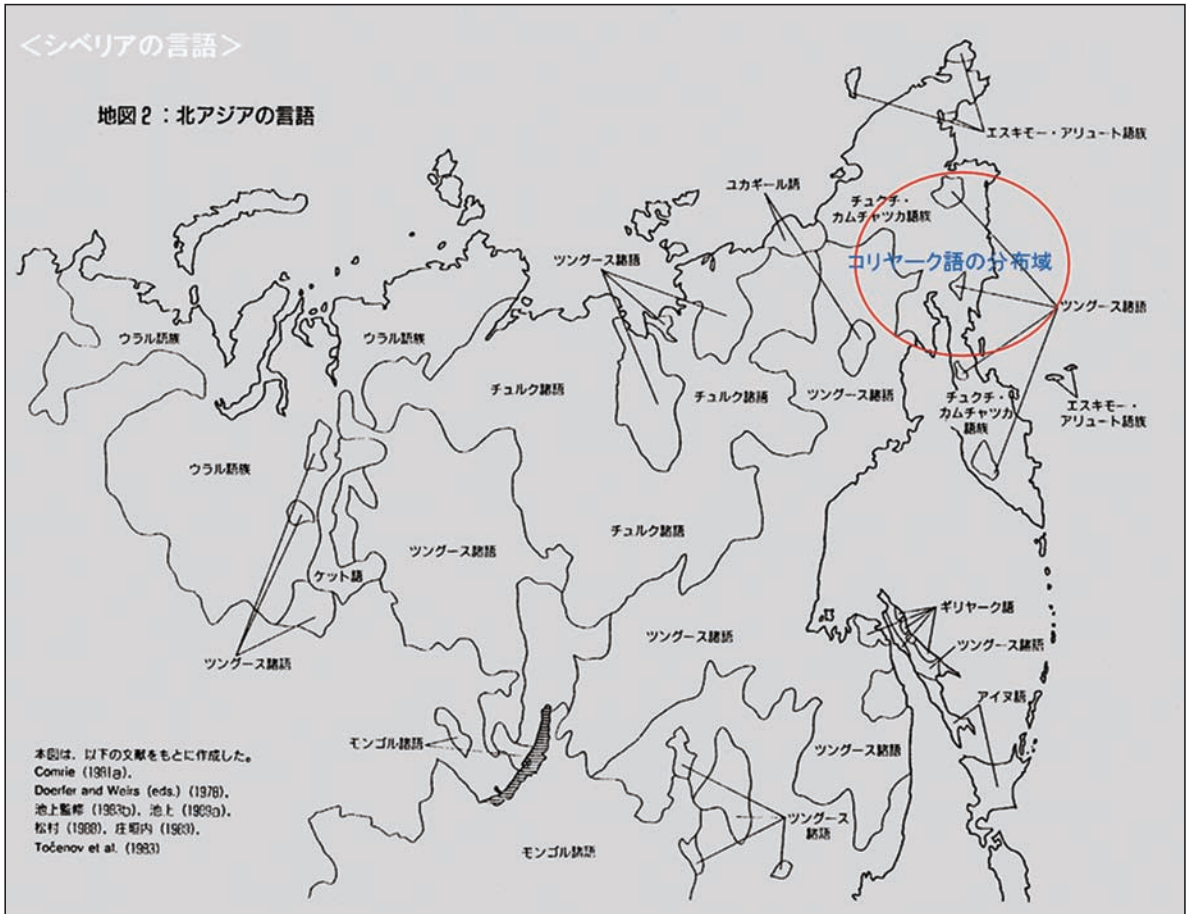 ＜シベリアの言語＞
地図2：北アジアの言語
エスキモー・アリュート語族
ユカギール語
チュクチ・
カムチャツカ語族
ツングース諸語
コリヤーク語の分布域
ツングース諸語
ウラル語族
ウラル語族
チュルク諸語
チュルク諸語
ツングース諸語
チュクチ・
カムチャツカ
語族
エスキモー・
アリュート語族
ウラル語族
チュルク諸語
ツングース諸語
ケット語
ギリヤーク語
ツングース諸語
ツングース諸語
ツングース諸語
アイヌ語
モンゴル諸語
ツングース諸語
本図は、以下の文献をもとに作成した。
Comrie (1981a).
Doerfer and Weirs (eds.) (1978).
池上監修 (1983b), 池上 (1989a).
松村 (1988), 庄垣内 (1989).
Točenov et al. (1983)
ツングース
諸語
モンゴル諸語